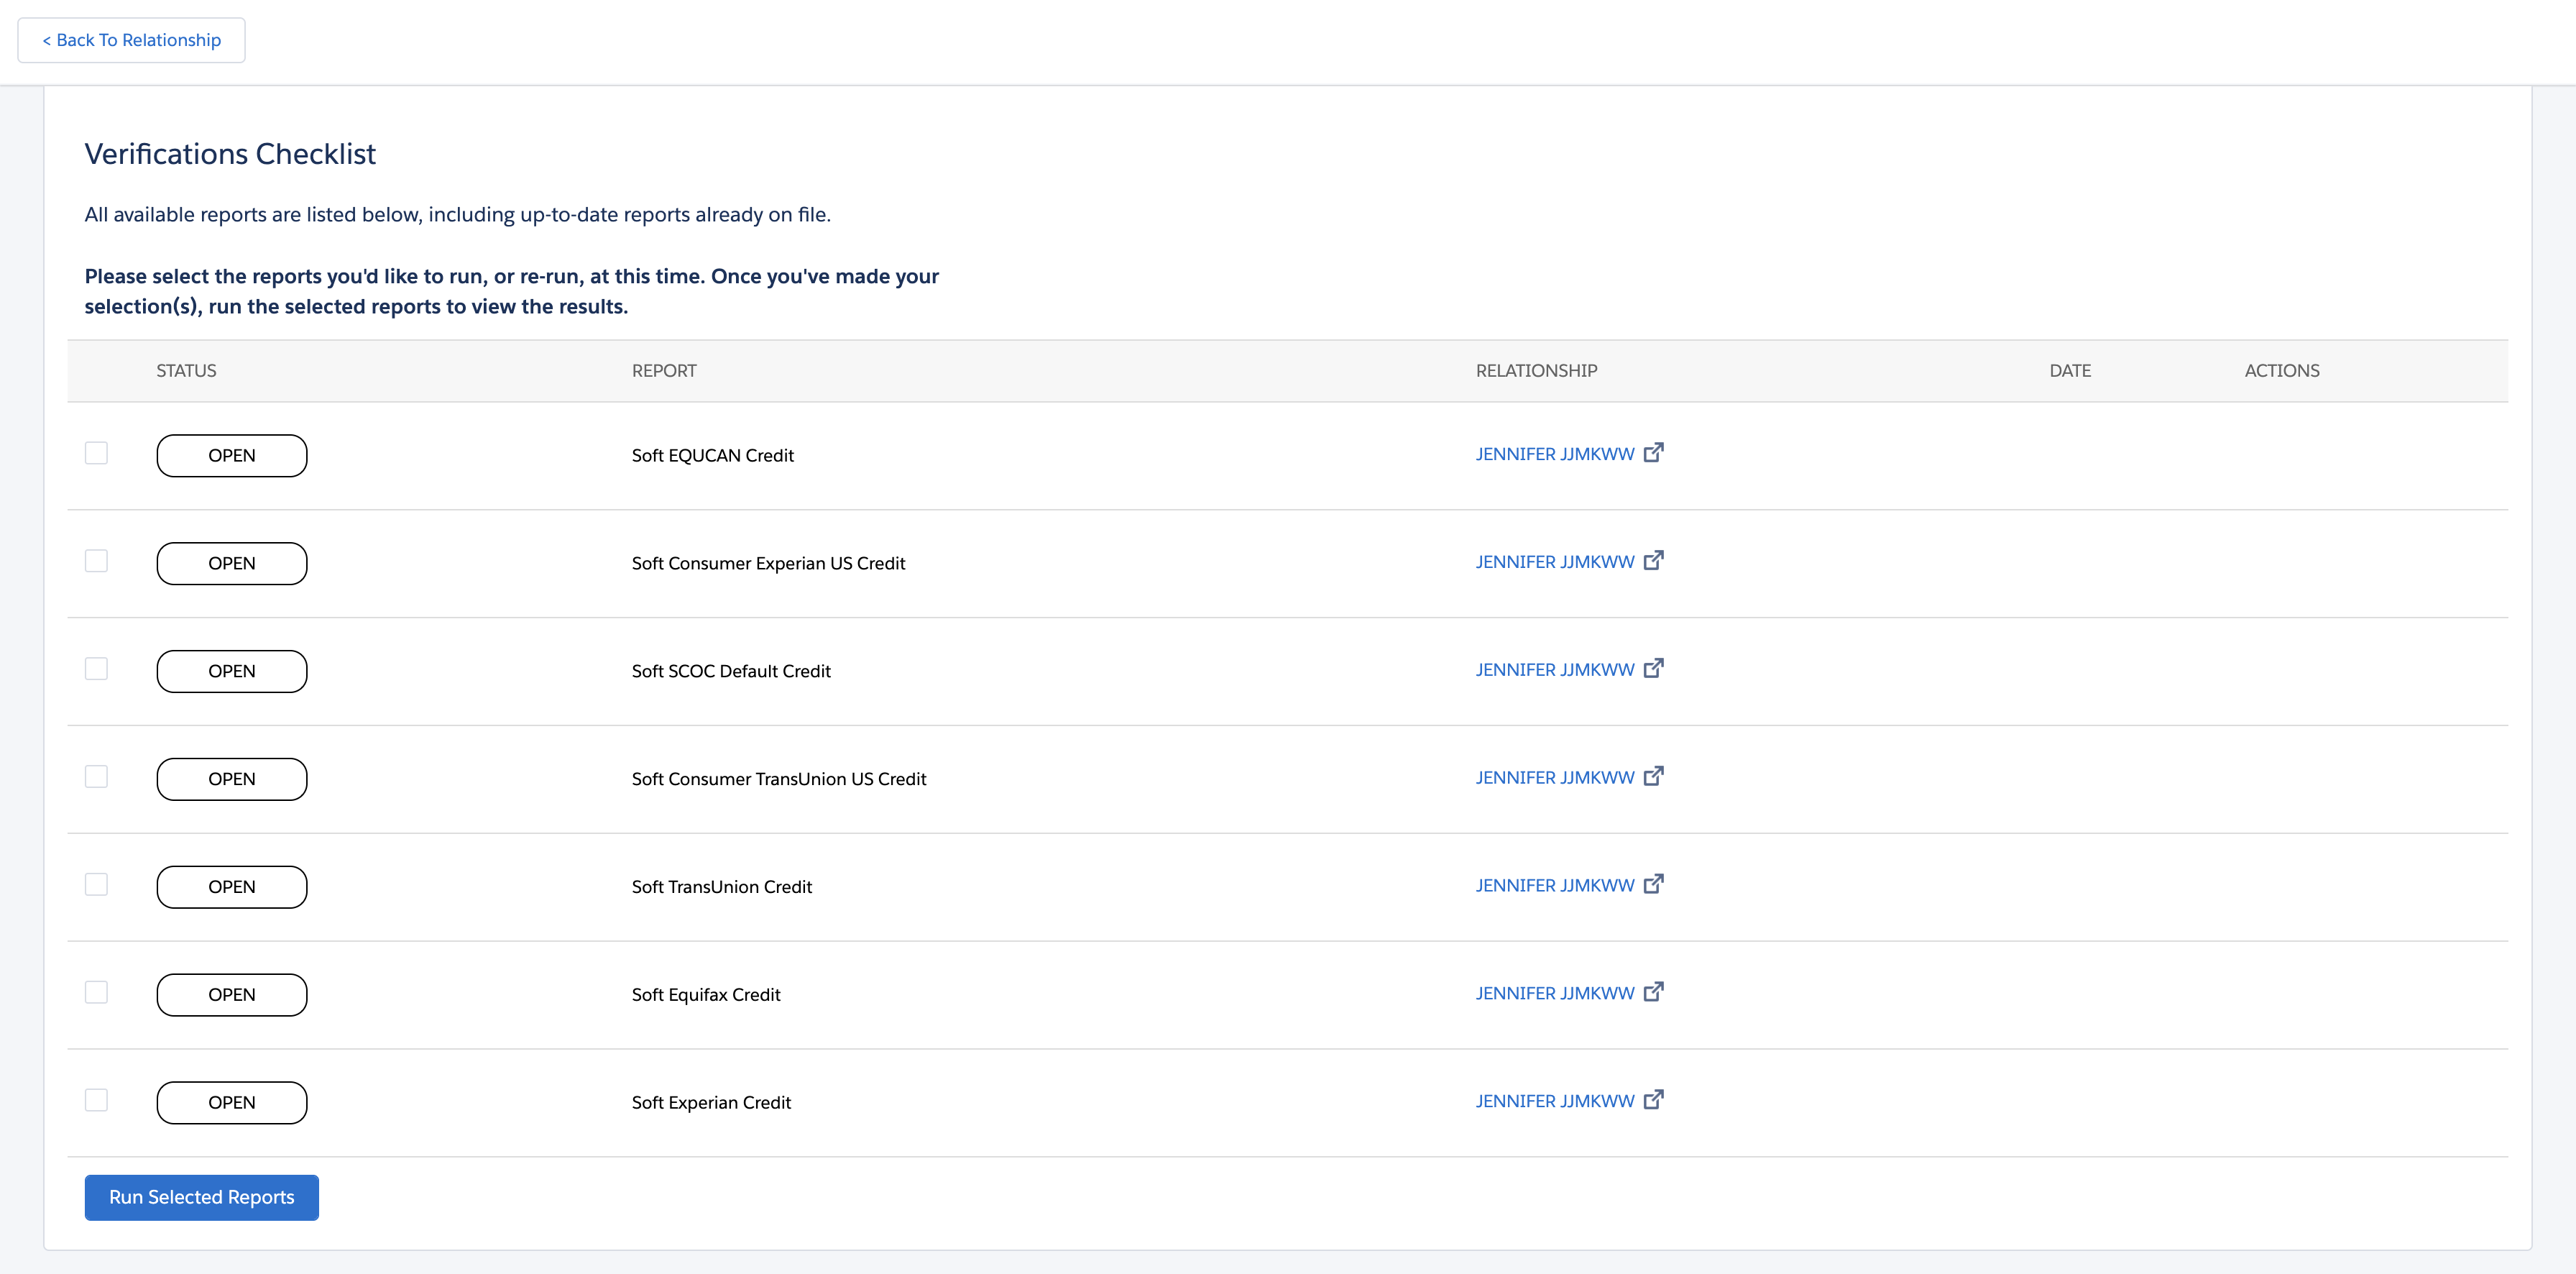 < Back To Relationship
Verifications Checklist
All available reports are listed below, including up-to-date reports already on file.
Please select the reports you'd like to run, or re-run, at this time. Once you've made your
selection(s), run the selected reports to view the results.
STATUS REPORT RELATIONSHIP DATE ACTIONS
OPEN Soft EQUCAN Credit JENNIFER JJMKWW
OPEN Soft Consumer Experian US Credit JENNIFER JJMKWW
OPEN Soft SCOC Default Credit JENNIFER JJMKWW
OPEN Soft Consumer TransUnion US Credit JENNIFER JJMKWW
OPEN Soft TransUnion Credit JENNIFER JJMKWW
OPEN Soft Equifax Credit JENNIFER JJMKWW
OPEN Soft Experian Credit JENNIFER JJMKWW
Run Selected Reports